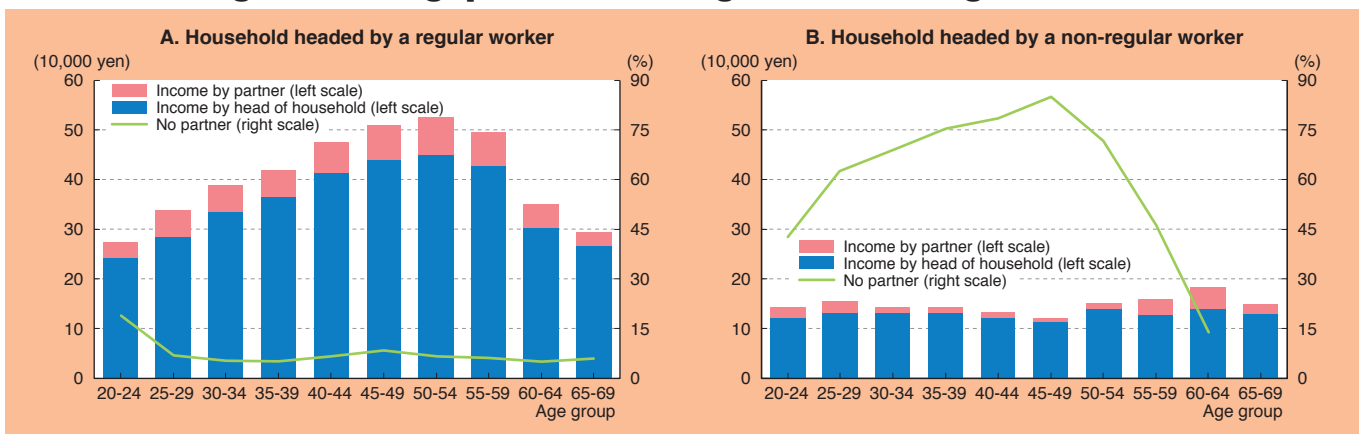 A. Household headed by a regular worker
(10,000 yen)
(%)
60
50
40
30
20
10
0
90
75
60
45
30
15
0
Income by partner (left scale)
Income by head of household (left scale)
No partner (right scale)
20-24 25-29 30-34 35-39 40-44 45-49 50-54 55-59 60-64 65-69
Age group
B. Household headed by a non-regular worker
(10,000 yen)
(%)
60
50
40
30
20
10
0
90
75
60
45
30
15
0
Income by partner (left scale)
Income by head of household (left scale)
No partner (right scale)
20-24 25-29 30-34 35-39 40-44 45-49 50-54 55-59 60-64 65-69
Age group